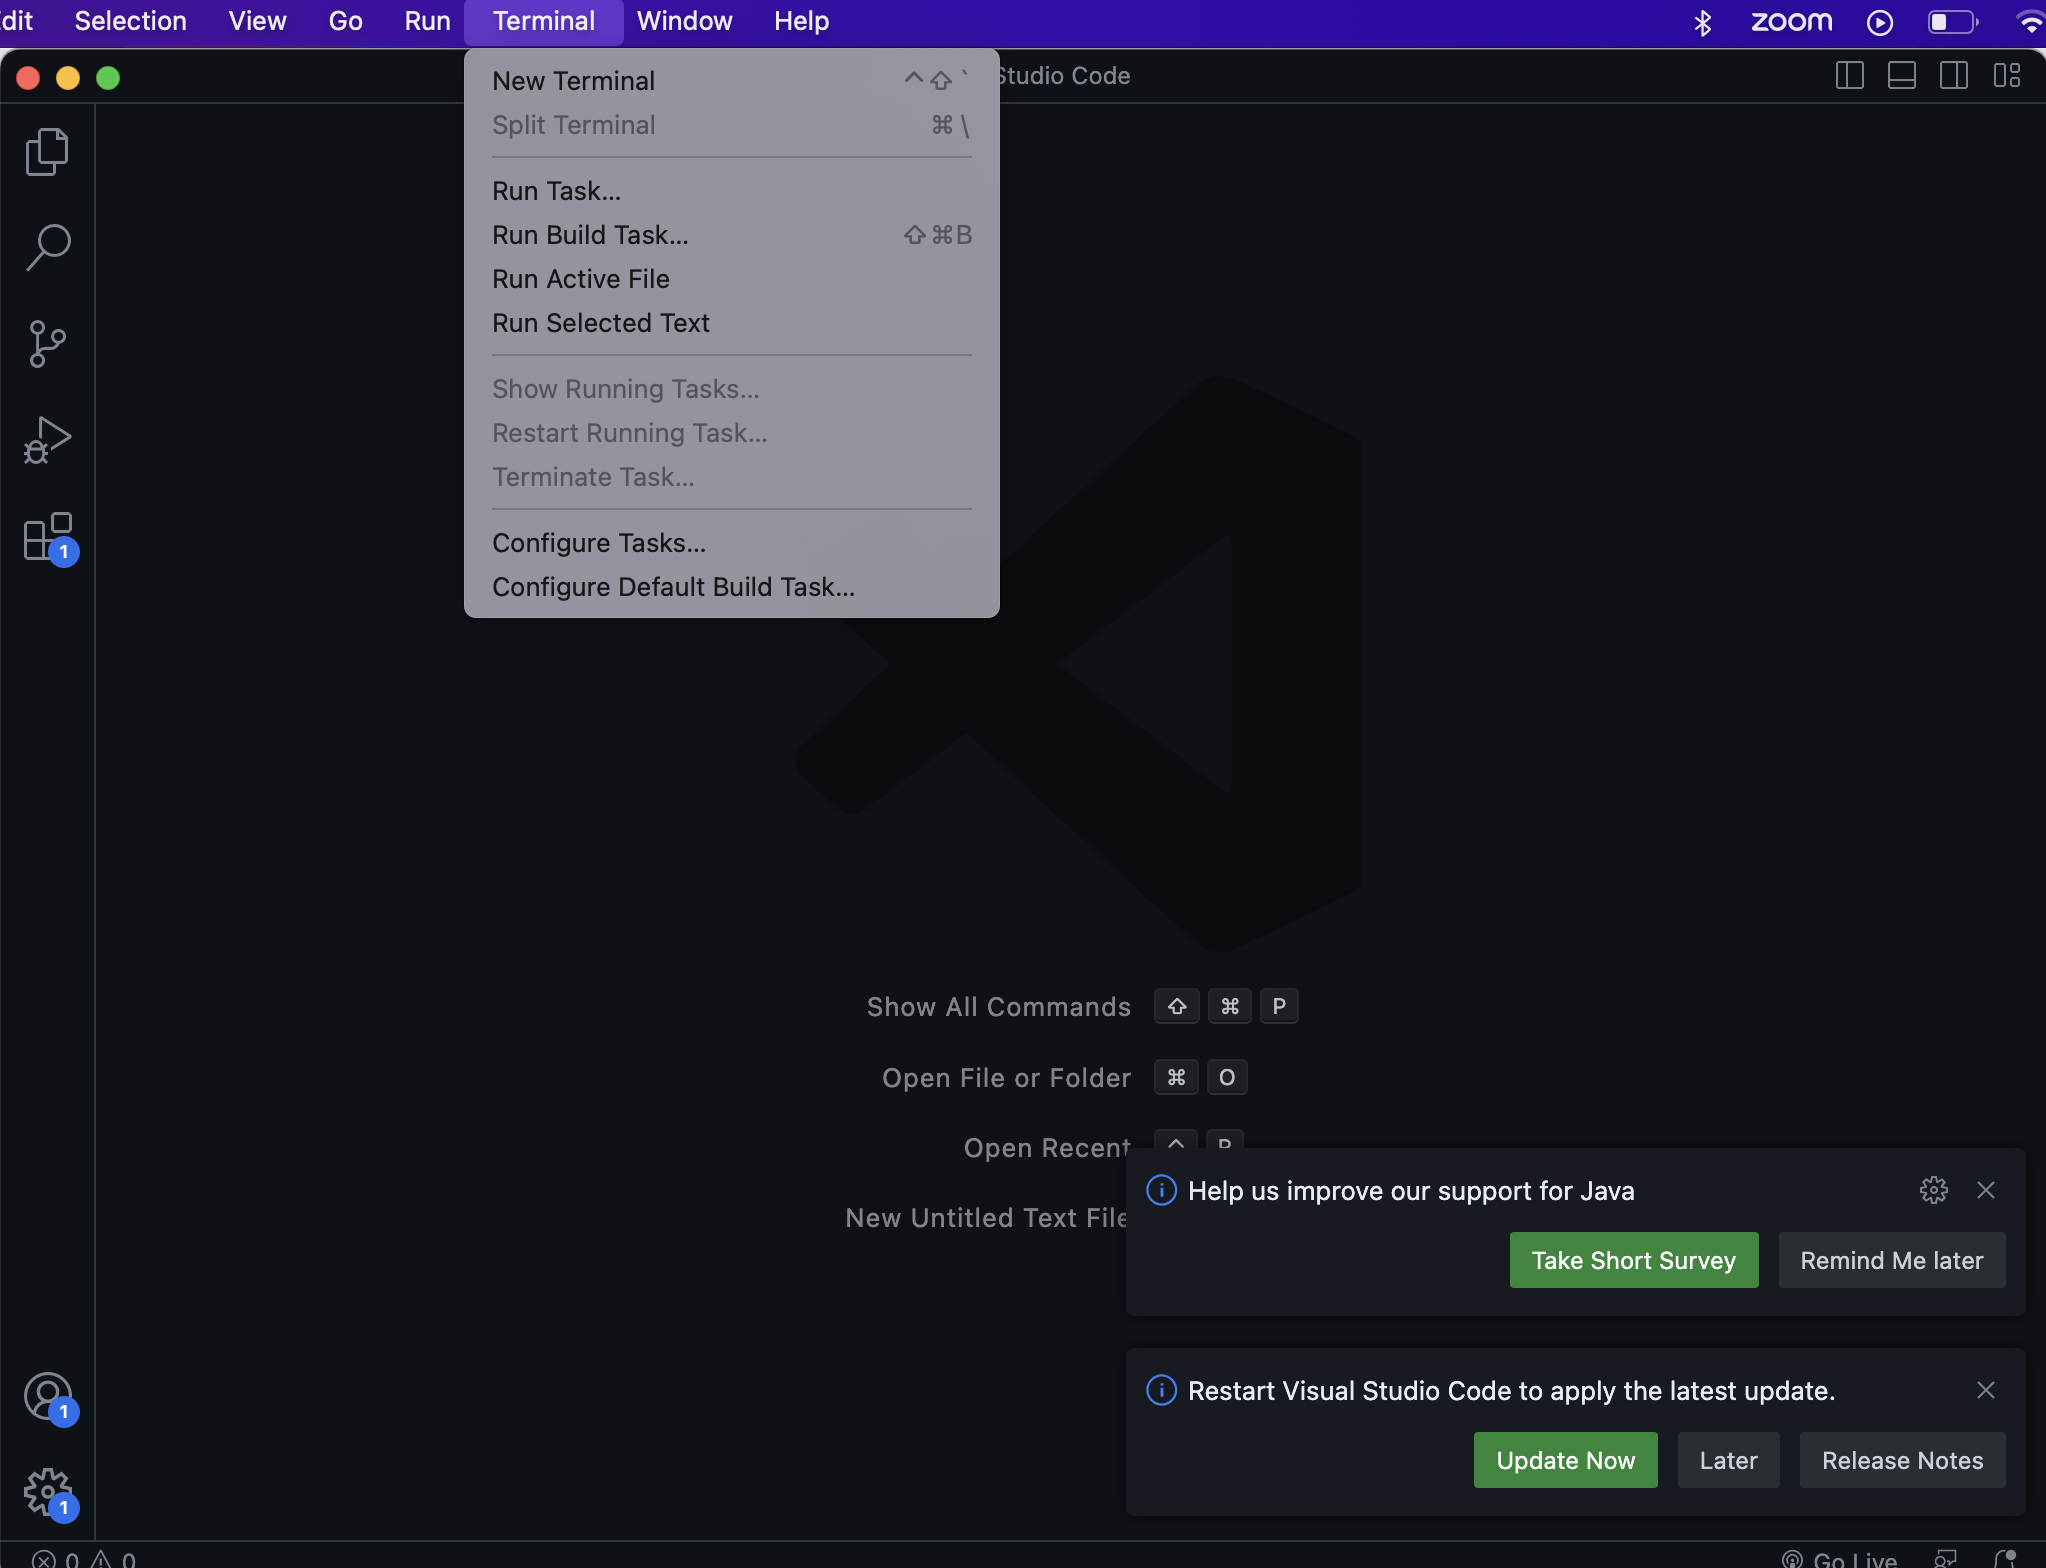 dit Selection View Go Run Terminal Window Help zoom
Studio Code
New Terminal ^⇧`
Split Terminal ⌘\
Run Task...
Run Build Task... ⇧⌘B
Run Active File
Run Selected Text
Show Running Tasks...
Restart Running Task...
Terminate Task...
Configure Tasks...
Configure Default Build Task...
1
Show All Commands ⇧ ⌘ P
Open File or Folder ⌘ O
Open Recent ^ R
New Untitled Text File
Help us improve our support for Java
Take Short Survey Remind Me later
Restart Visual Studio Code to apply the latest update.
Update Now Later Release Notes
1
1
0 0 Go Live